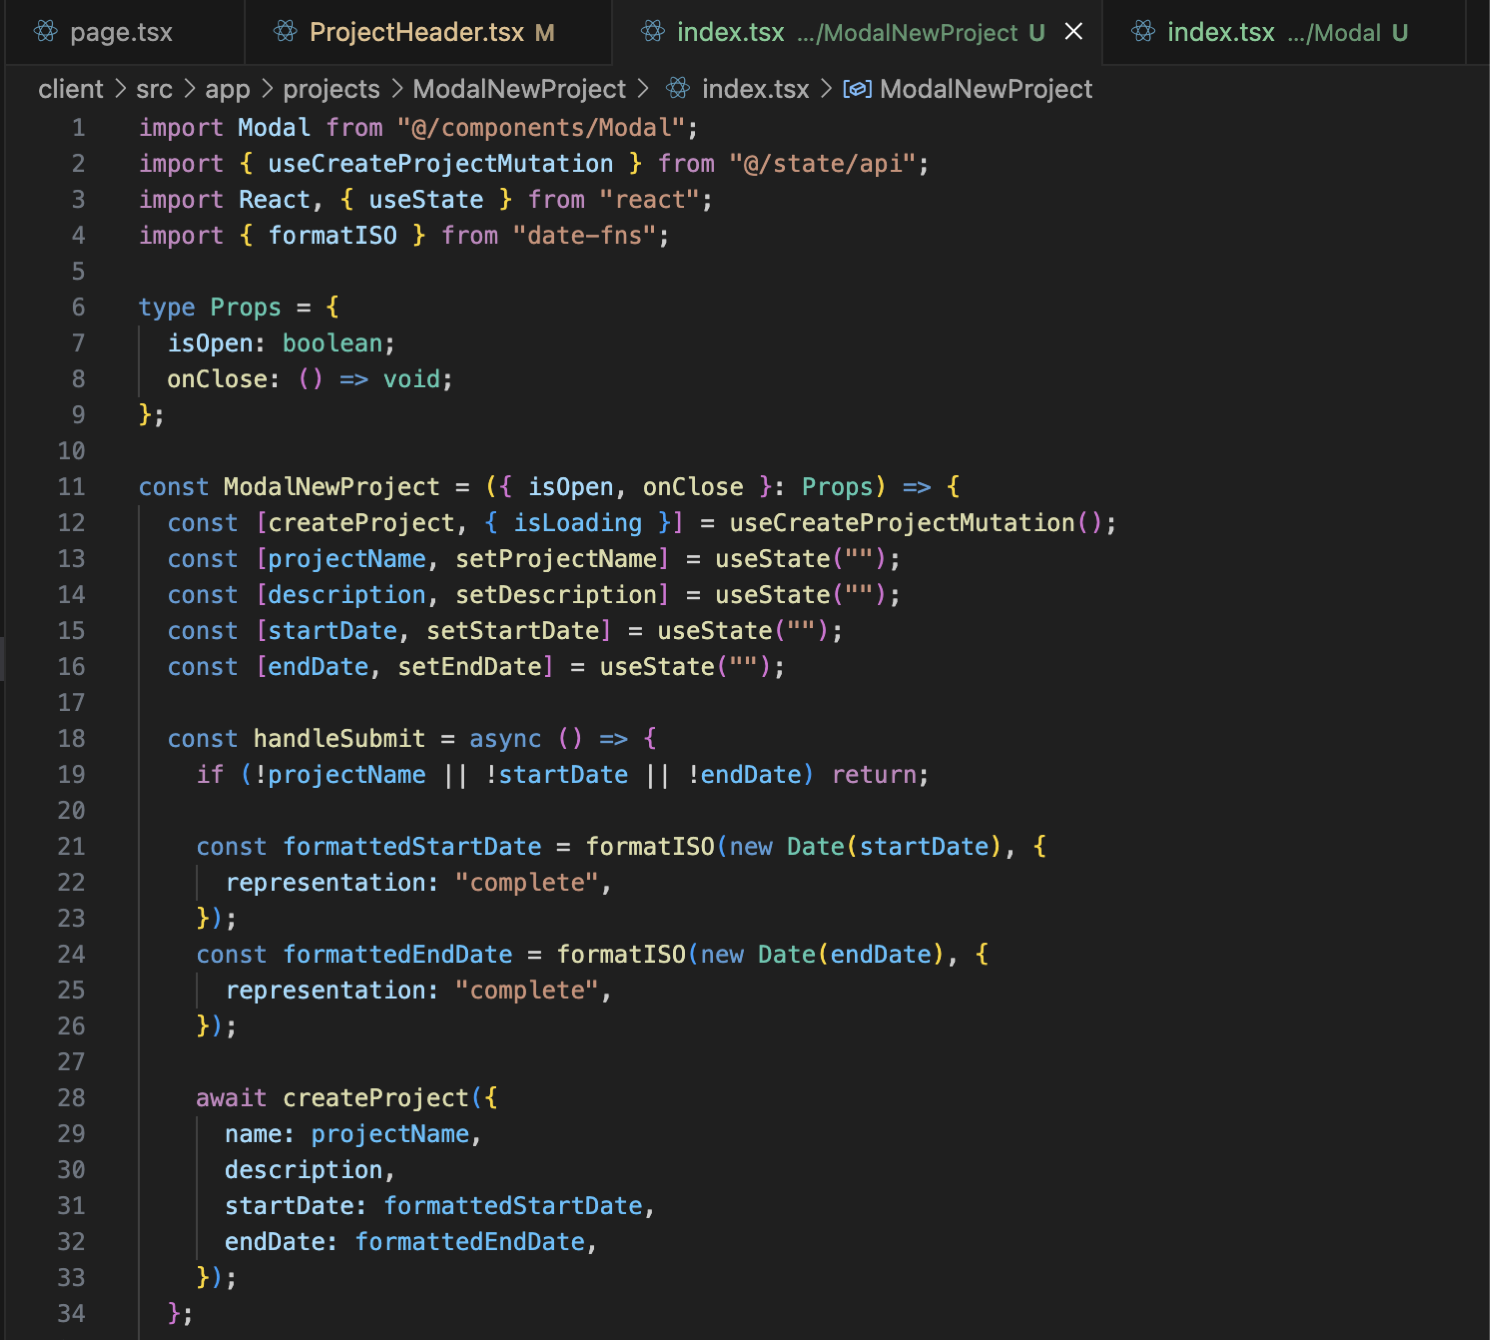 page.tsx ProjectHeader.tsx M index.tsx .../ModalNewProject U index.tsx .../Modal U
client > src > app > projects > ModalNewProject > index.tsx > ModalNewProject
1 import Modal from "@/components/Modal";
2 import { useCreateProjectMutation } from "@/state/api";
3 import React, { useState } from "react";
4 import { formatISO } from "date-fns";
5
6 type Props = {
7   isOpen: boolean;
8   onClose: () => void;
9 };
10
11 const ModalNewProject = ({ isOpen, onClose }: Props) => {
12   const [createProject, { isLoading }] = useCreateProjectMutation();
13   const [projectName, setProjectName] = useState("");
14   const [description, setDescription] = useState("");
15   const [startDate, setStartDate] = useState("");
16   const [endDate, setEndDate] = useState("");
17
18   const handleSubmit = async () => {
19     if (!projectName || !startDate || !endDate) return;
20
21     const formattedStartDate = formatISO(new Date(startDate), {
22       representation: "complete",
23     });
24     const formattedEndDate = formatISO(new Date(endDate), {
25       representation: "complete",
26     });
27
28     await createProject({
29       name: projectName,
30       description,
31       startDate: formattedStartDate,
32       endDate: formattedEndDate,
33     });
34   };